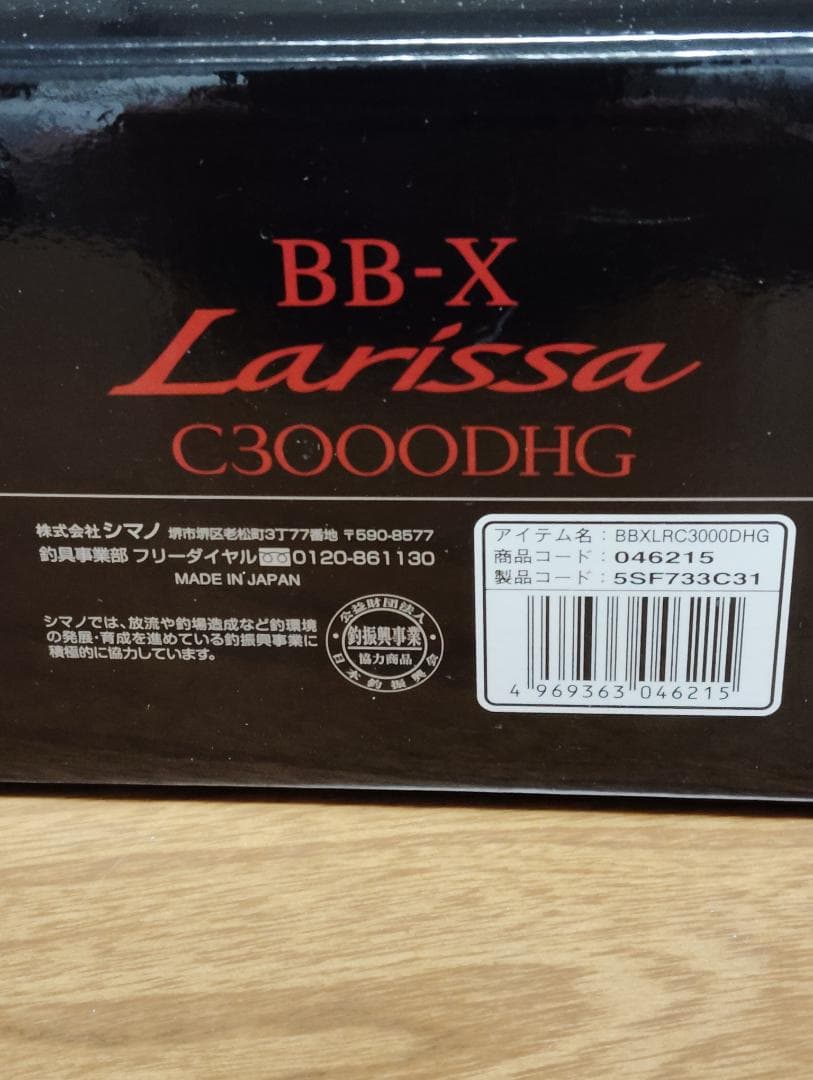 BB-X
Larissa
C3000DHG
株式会社シマノ 堺市堺区老松町3丁77番地 〒590-8577
釣具事業部 フリーダイヤル 0120-861130
MADE IN JAPAN
シマノでは、放流や釣場造成など釣環境
の発展・育成を進めている釣振興事業に
積極的に協力しています。
公益財団法人
釣振興事業
協力商品
日本釣振興会
アイテム名：BBXLRC3000DHG
商品コード：046215
製品コード：5SF733C31
4 969363 046215